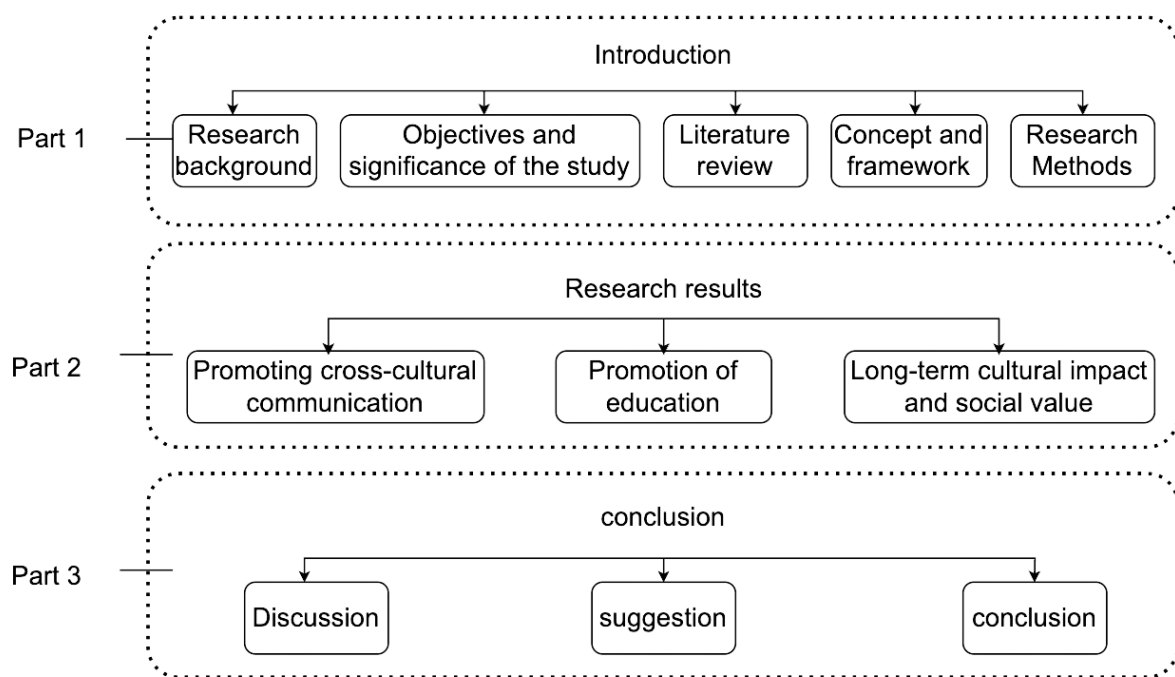 Introduction
Part 1
Research
background
Objectives and
significance of the study
Literature
review
Concept and
framework
Research
Methods
Research results
Part 2
Promoting cross-cultural
communication
Promotion of
education
Long-term cultural impact
and social value
conclusion
Part 3
Discussion
suggestion
conclusion